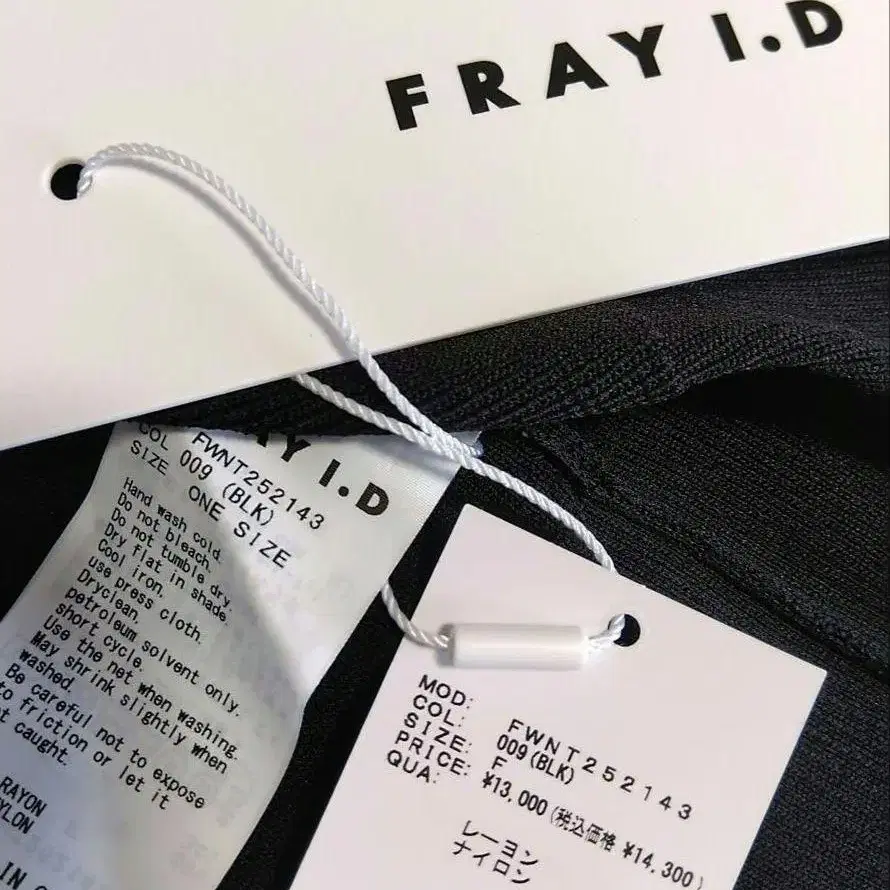 FRAY I.D
AY I.D
COL FWNT252143
SIZE 009 (BLK)
ONE SIZE
Hand wash cold.
Do not bleach.
Do not tumble dry.
Dry flat in shade.
Cool iron.
use press cloth.
Dryclean.
petroleum solvent only.
short cycle.
Use the net when washing.
May shrink slightly when
washed.
Be careful not to expose
to friction or let it
t caught.
RAYON
YLON
IN
MOD: FWNT252143
COL: 009(BLK)
SIZE: F
PRICE: ¥13,000(税込価格 ¥14,300)
QUA:
レーヨン
ナイロン